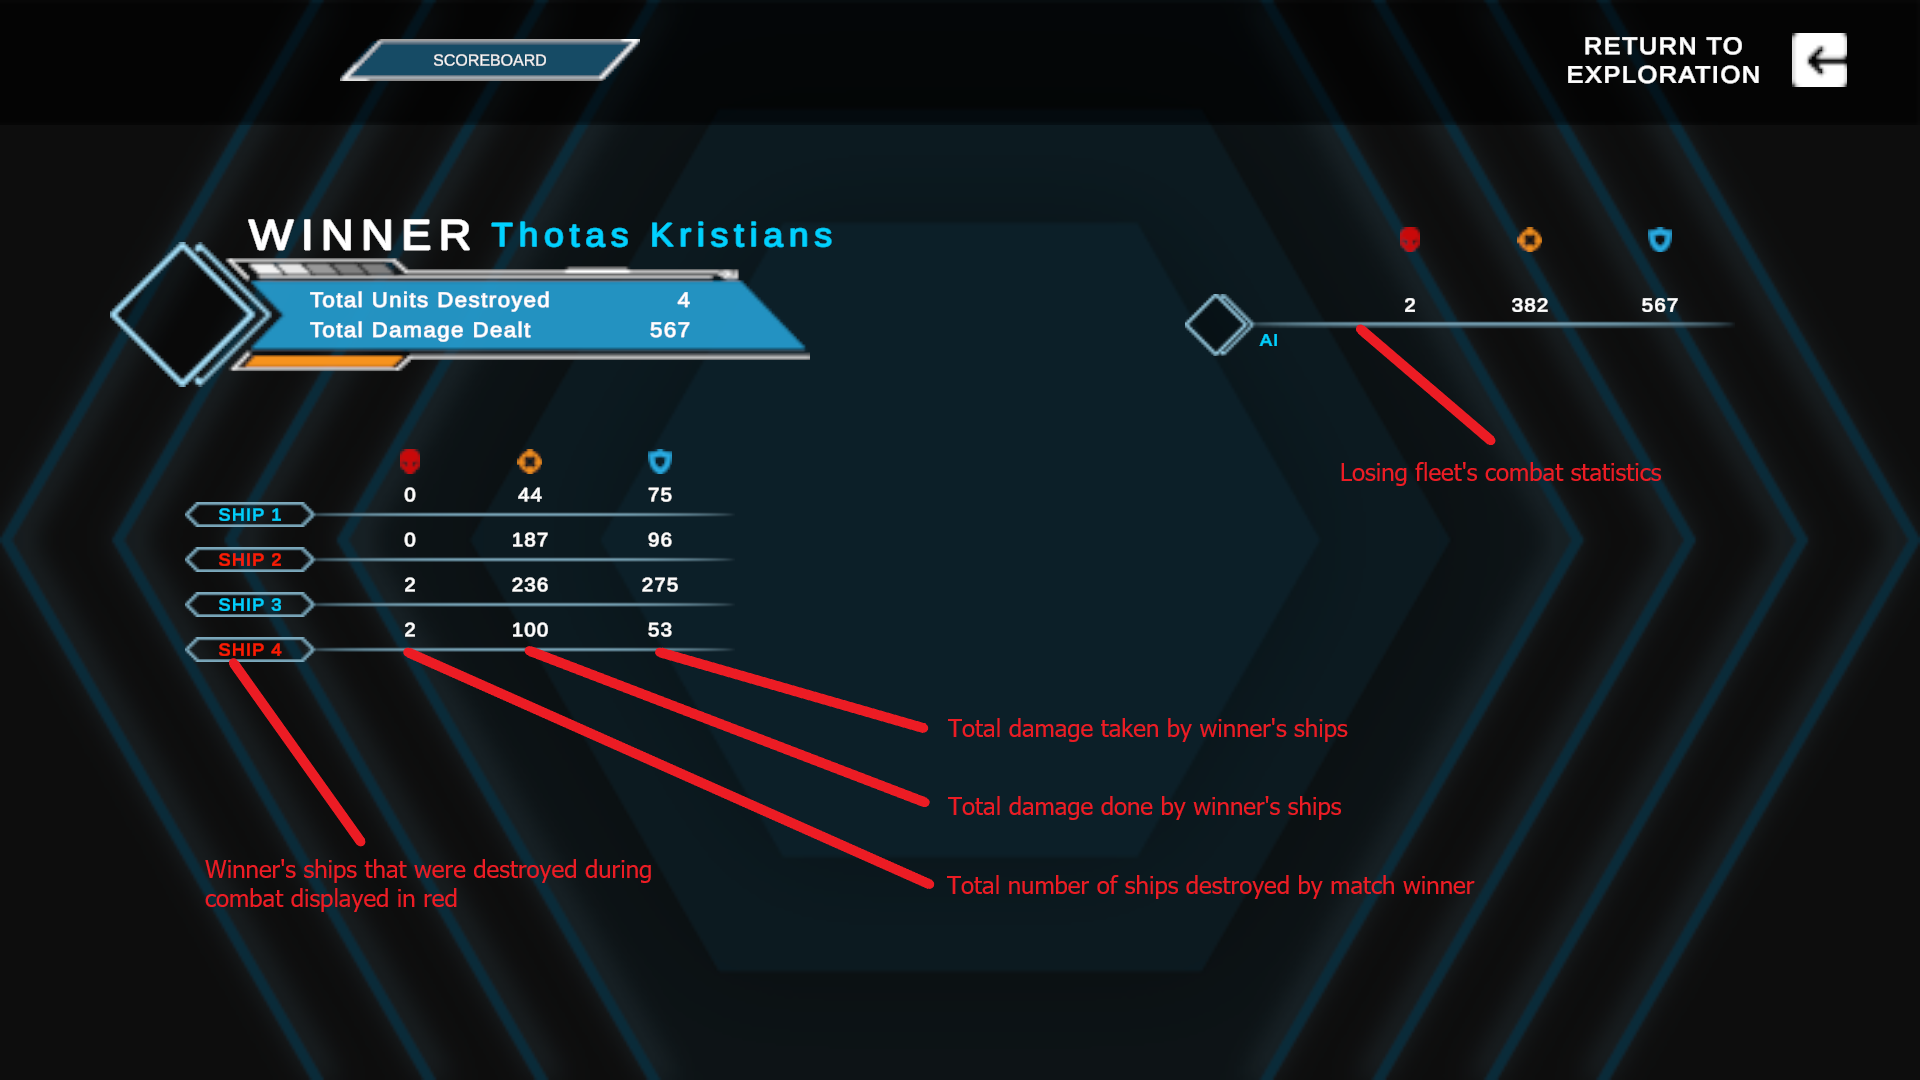 SCOREBOARD
RETURN TO
EXPLORATION
WINNER Thotas Kristians
Total Units Destroyed 4
Total Damage Dealt 567
2 382 567
AI
Losing fleet's combat statistics
0 44 75
SHIP 1
0 187 96
SHIP 2
2 236 275
SHIP 3
2 100 53
SHIP 4
Total damage taken by winner's ships
Total damage done by winner's ships
Total number of ships destroyed by match winner
Winner's ships that were destroyed during
combat displayed in red